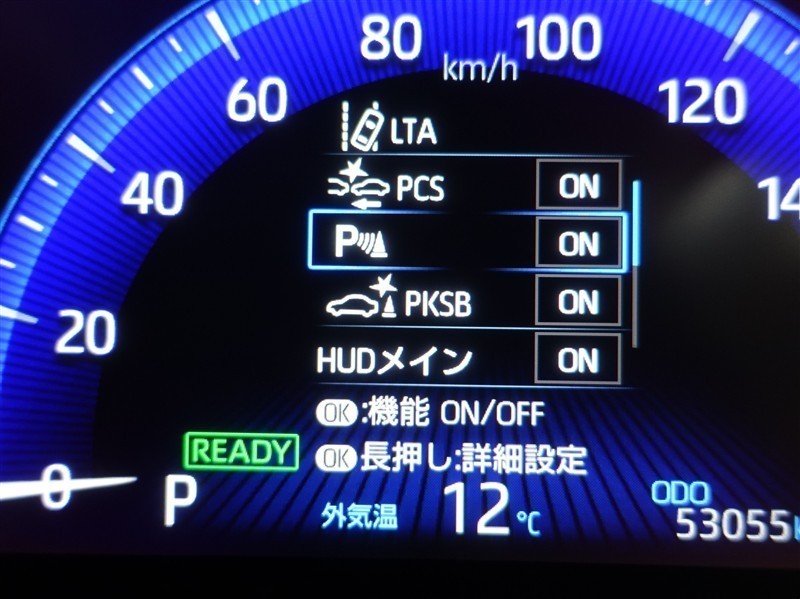 80
100
km/h
60
120
LTA
40
PCS ON
P ON
20
PKSB ON
HUDメイン ON
OK:機能 ON/OFF
READY
OK長押し:詳細設定
0
P
外気温 12℃
ODO
53055